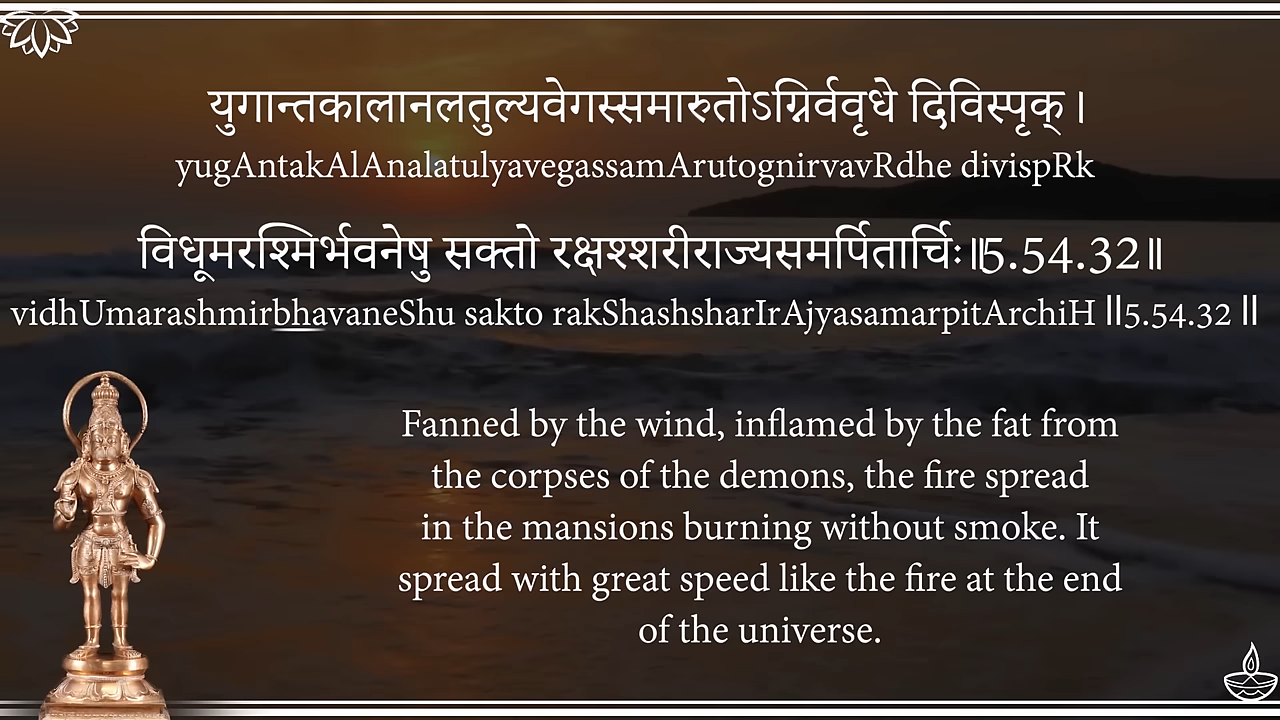 युगान्तकालानलतुल्यवेगस्समारुतोऽग्निर्ववृधे दिविस्पृक् ।
yugAntakAlAnalatulyavegassamArutognirvavRdhe divispRk
विधूमरश्मिर्भवनेषु सक्तो रक्षश्शरीराज्यसमर्पितार्चिः॥5.54.32॥
vidhUmarashmirbhavaneShu sakto rakShashsharIrAjyasamarpitArchiH ||5.54.32 ||
Fanned by the wind, inflamed by the fat from
the corpses of the demons, the fire spread
in the mansions burning without smoke. It
spread with great speed like the fire at the end
of the universe.